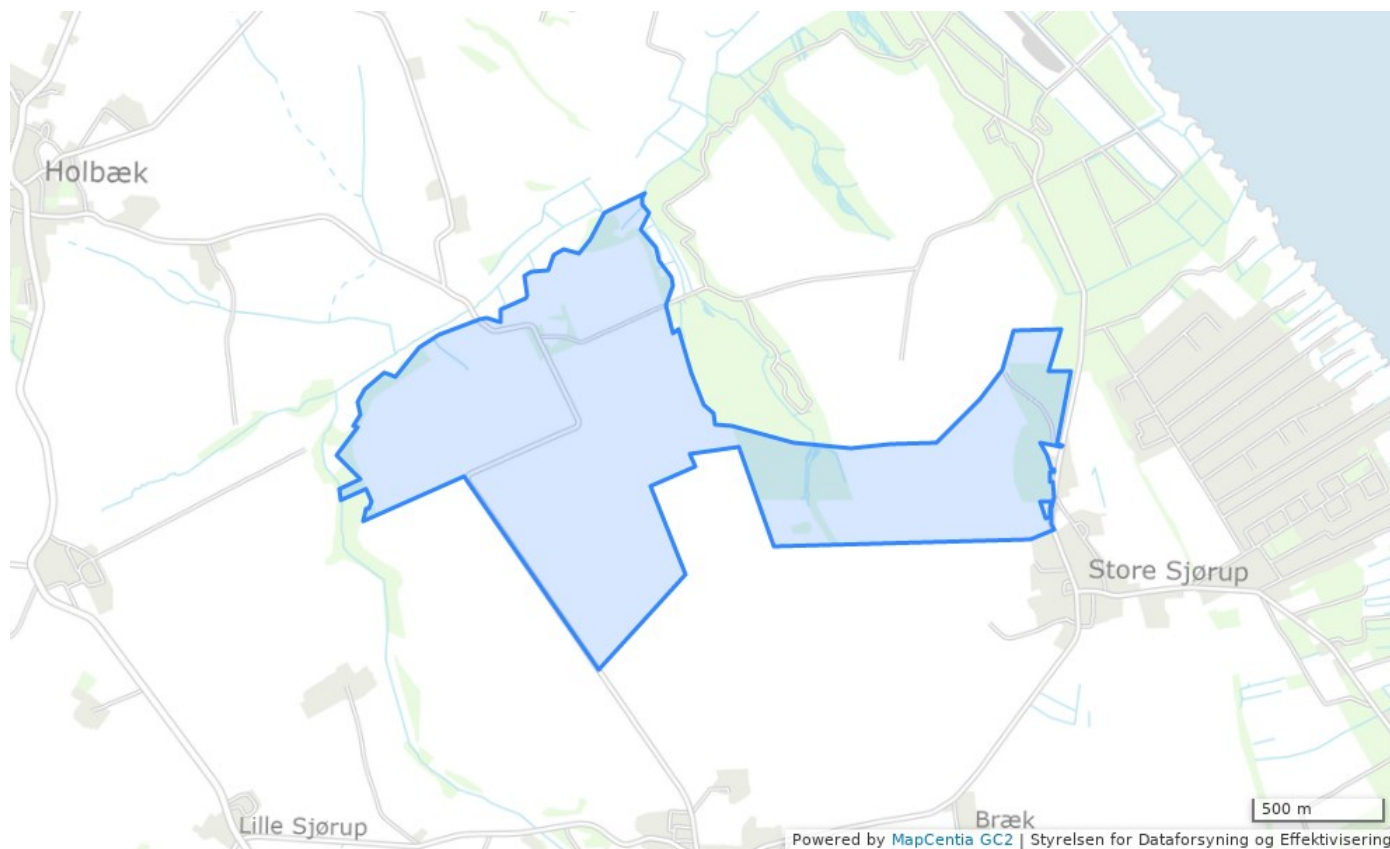 Holbæk
Store Sjørup
500 m
Lille Sjørup
Bræk
Powered by MapCentia GC2 | Styrelsen for Dataforsyning og Effektivisering